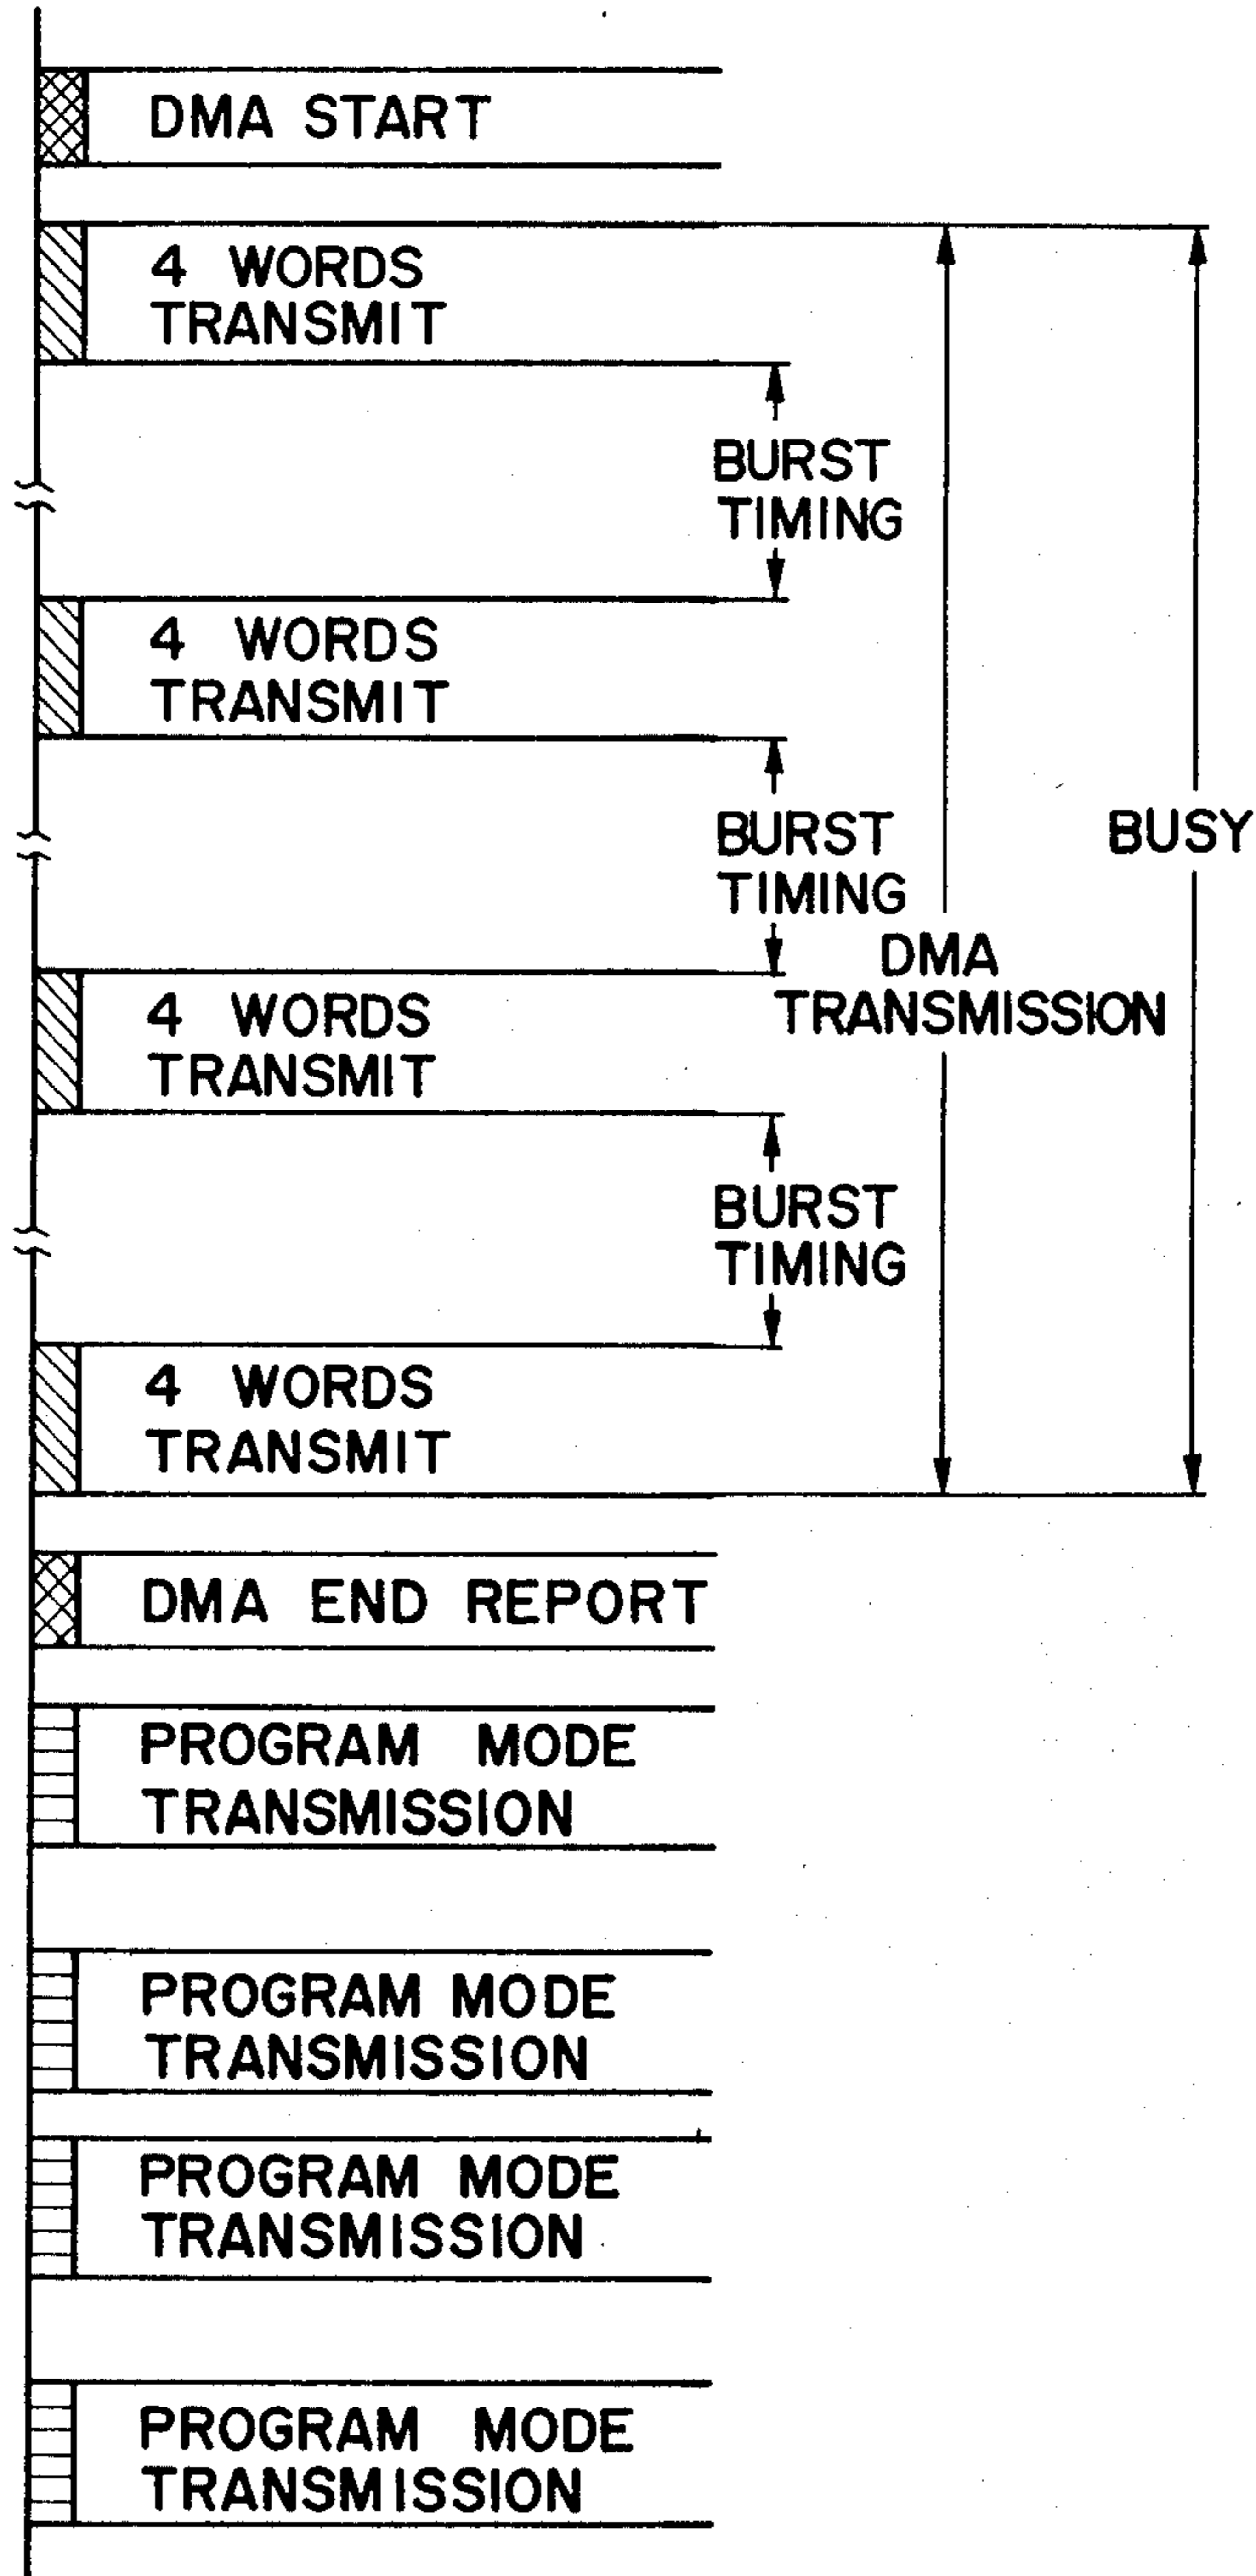 DMA START
4 WORDS
TRANSMIT
BURST
TIMING
4 WORDS
TRANSMIT
BURST
TIMING
BUSY
DMA
TRANSMISSION
4 WORDS
TRANSMIT
BURST
TIMING
4 WORDS
TRANSMIT
DMA END REPORT
PROGRAM MODE
TRANSMISSION
PROGRAM MODE
TRANSMISSION
PROGRAM MODE
TRANSMISSION
PROGRAM MODE
TRANSMISSION